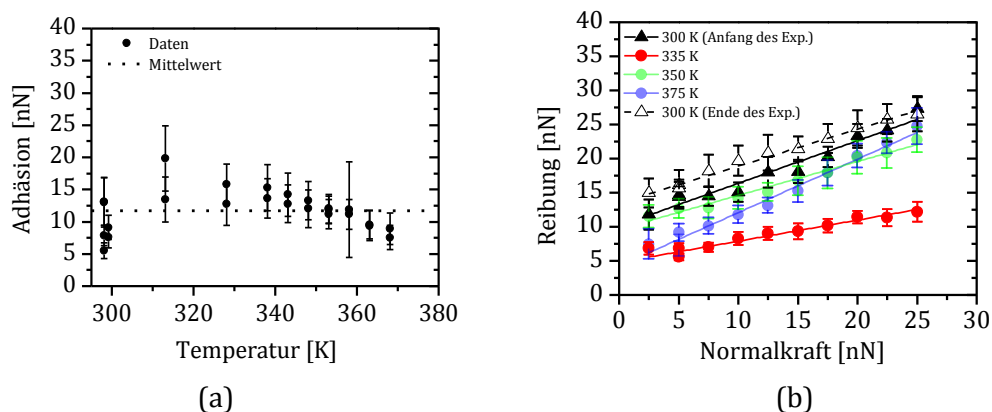 40
35
30
25
20
15
10
5
0
Adhäsion [nN]
Daten
Mittelwert
300 320 340 360 380
Temperatur [K]
(a)
40
35
30
25
20
15
10
5
0
Reibung [nN]
300 K (Anfang des Exp.)
335 K
350 K
375 K
300 K (Ende des Exp.)
0 5 10 15 20 25 30
Normalkraft [nN]
(b)